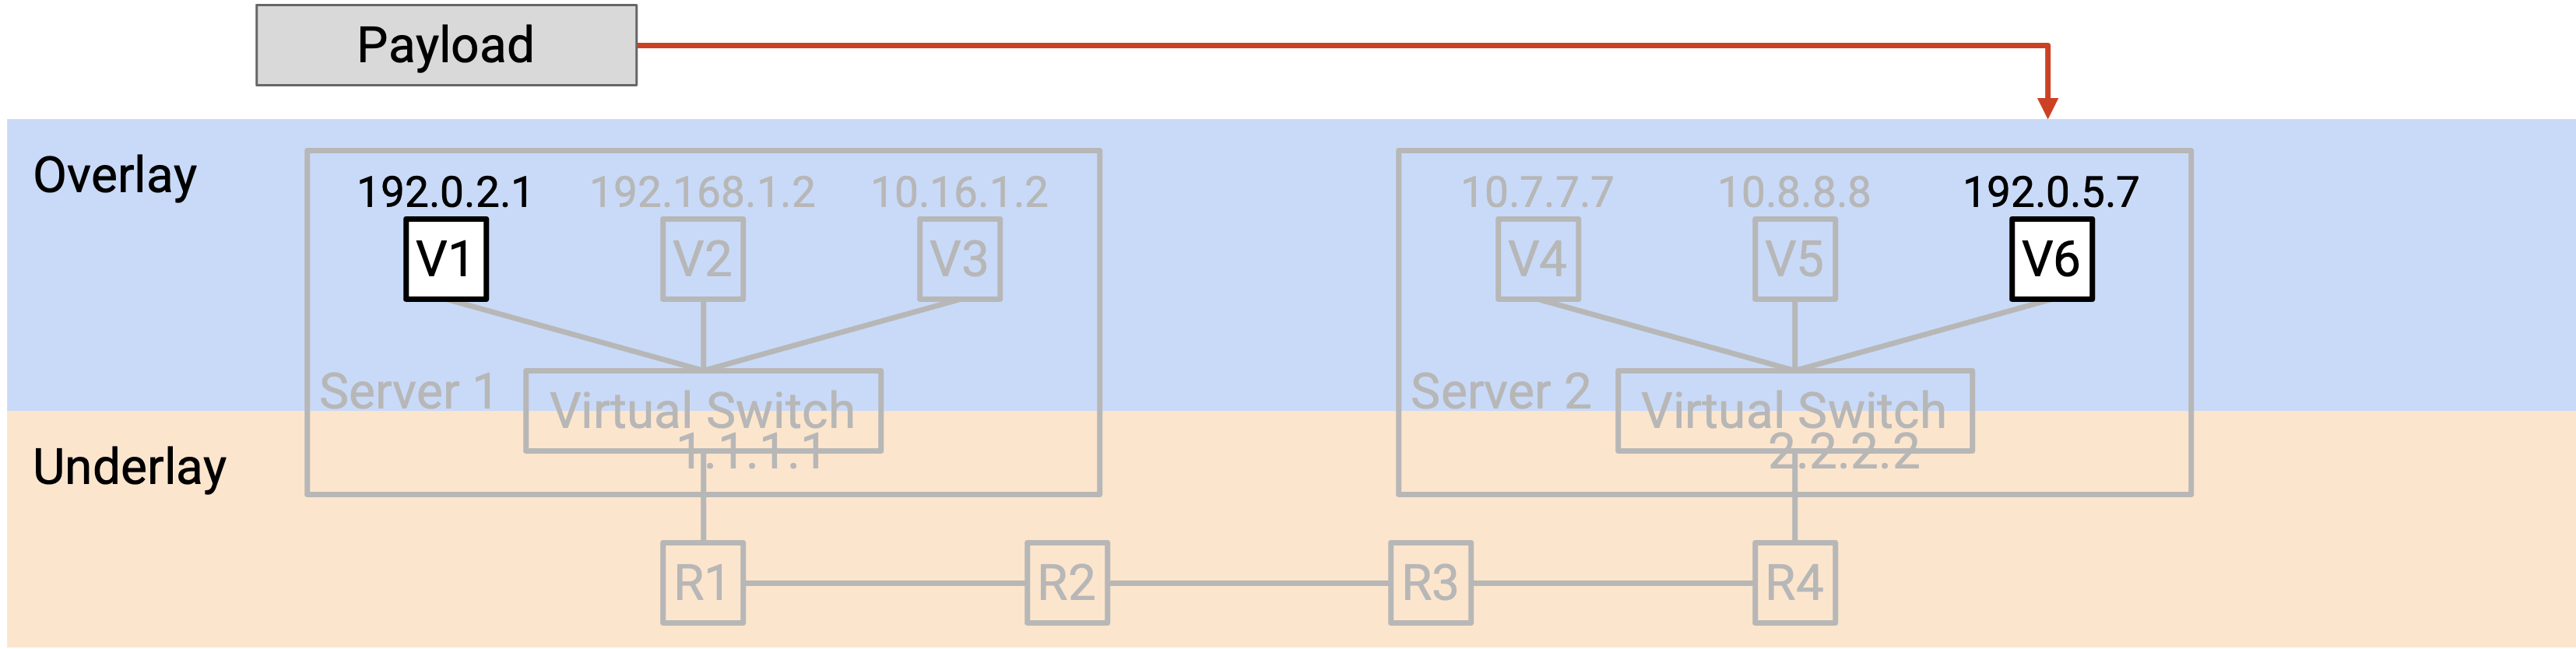 Payload
Overlay
192.0.2.1 192.168.1.2 10.16.1.2 10.7.7.7 10.8.8.8 192.0.5.7
V1 V2 V3 V4 V5 V6
Server 1 Virtual Switch Server 2 Virtual Switch
Underlay 1.1.1.1 2.2.2.2
R1 R2 R3 R4